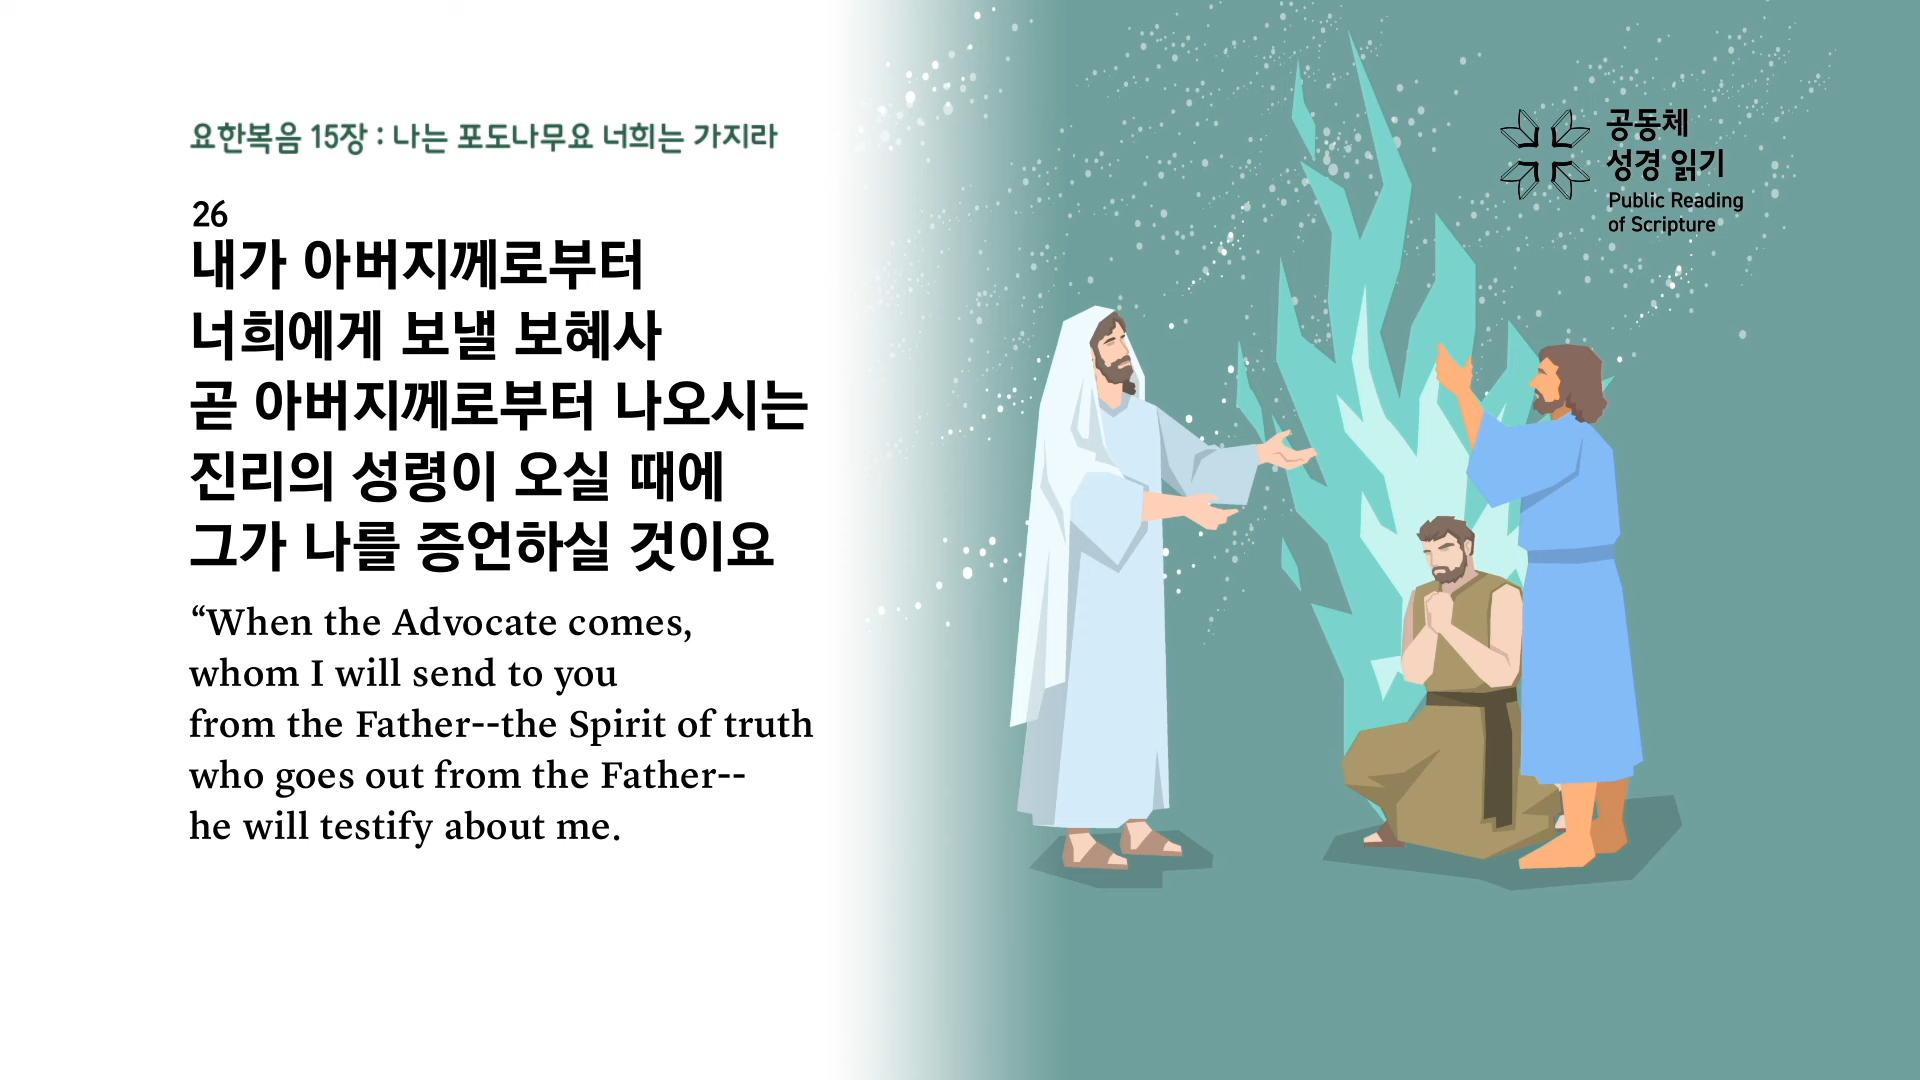 요한복음 15장 : 나는 포도나무요 너희는 가지라
26
내가 아버지께로부터
너희에게 보낼 보혜사
곧 아버지께로부터 나오시는
진리의 성령이 오실 때에
그가 나를 증언하실 것이요
“When the Advocate comes,
whom I will send to you
from the Father--the Spirit of truth
who goes out from the Father--
he will testify about me.
공동체
성경 읽기
Public Reading
of Scripture